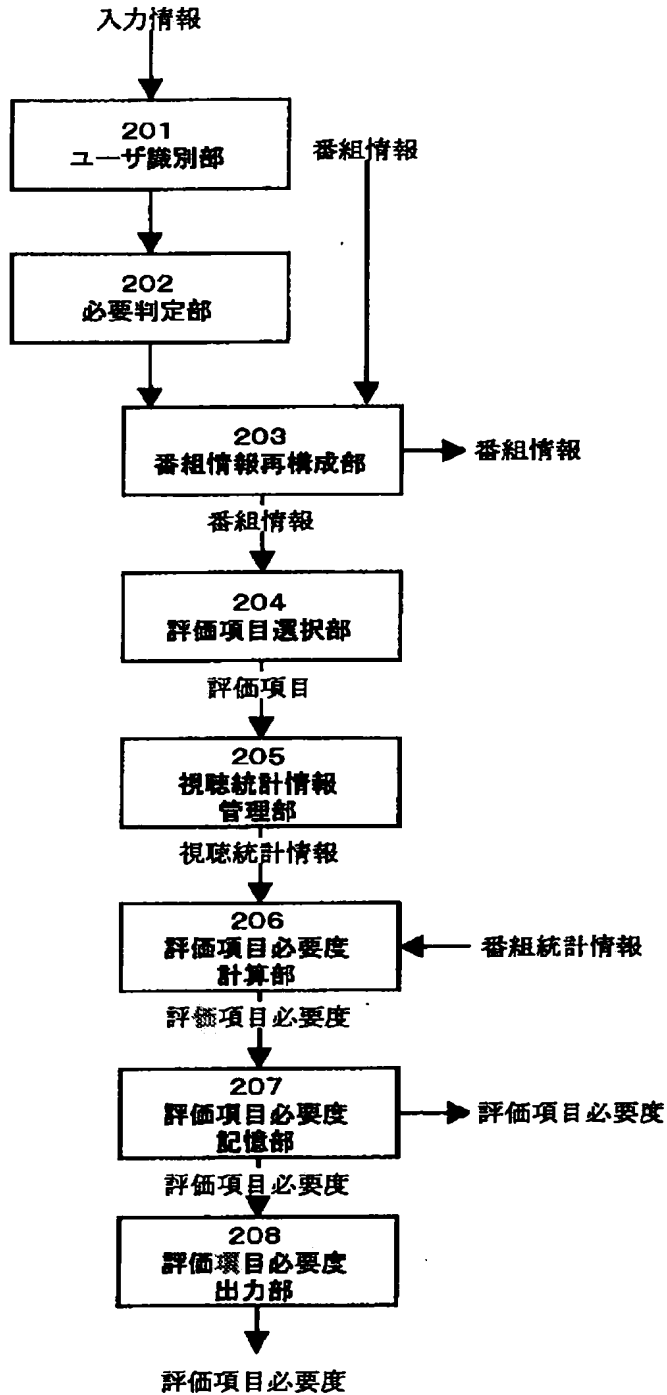 入力情報
201
ユーザ識別部
番組情報
202
必要判定部
203
番組情報再構成部
番組情報
番組情報
204
評価項目選択部
評価項目
205
視聴統計情報
管理部
視聴統計情報
206
評価項目必要度
計算部
番組統計情報
評価項目必要度
207
評価項目必要度
記憶部
評価項目必要度
評価項目必要度
208
評価項目必要度
出力部
評価項目必要度